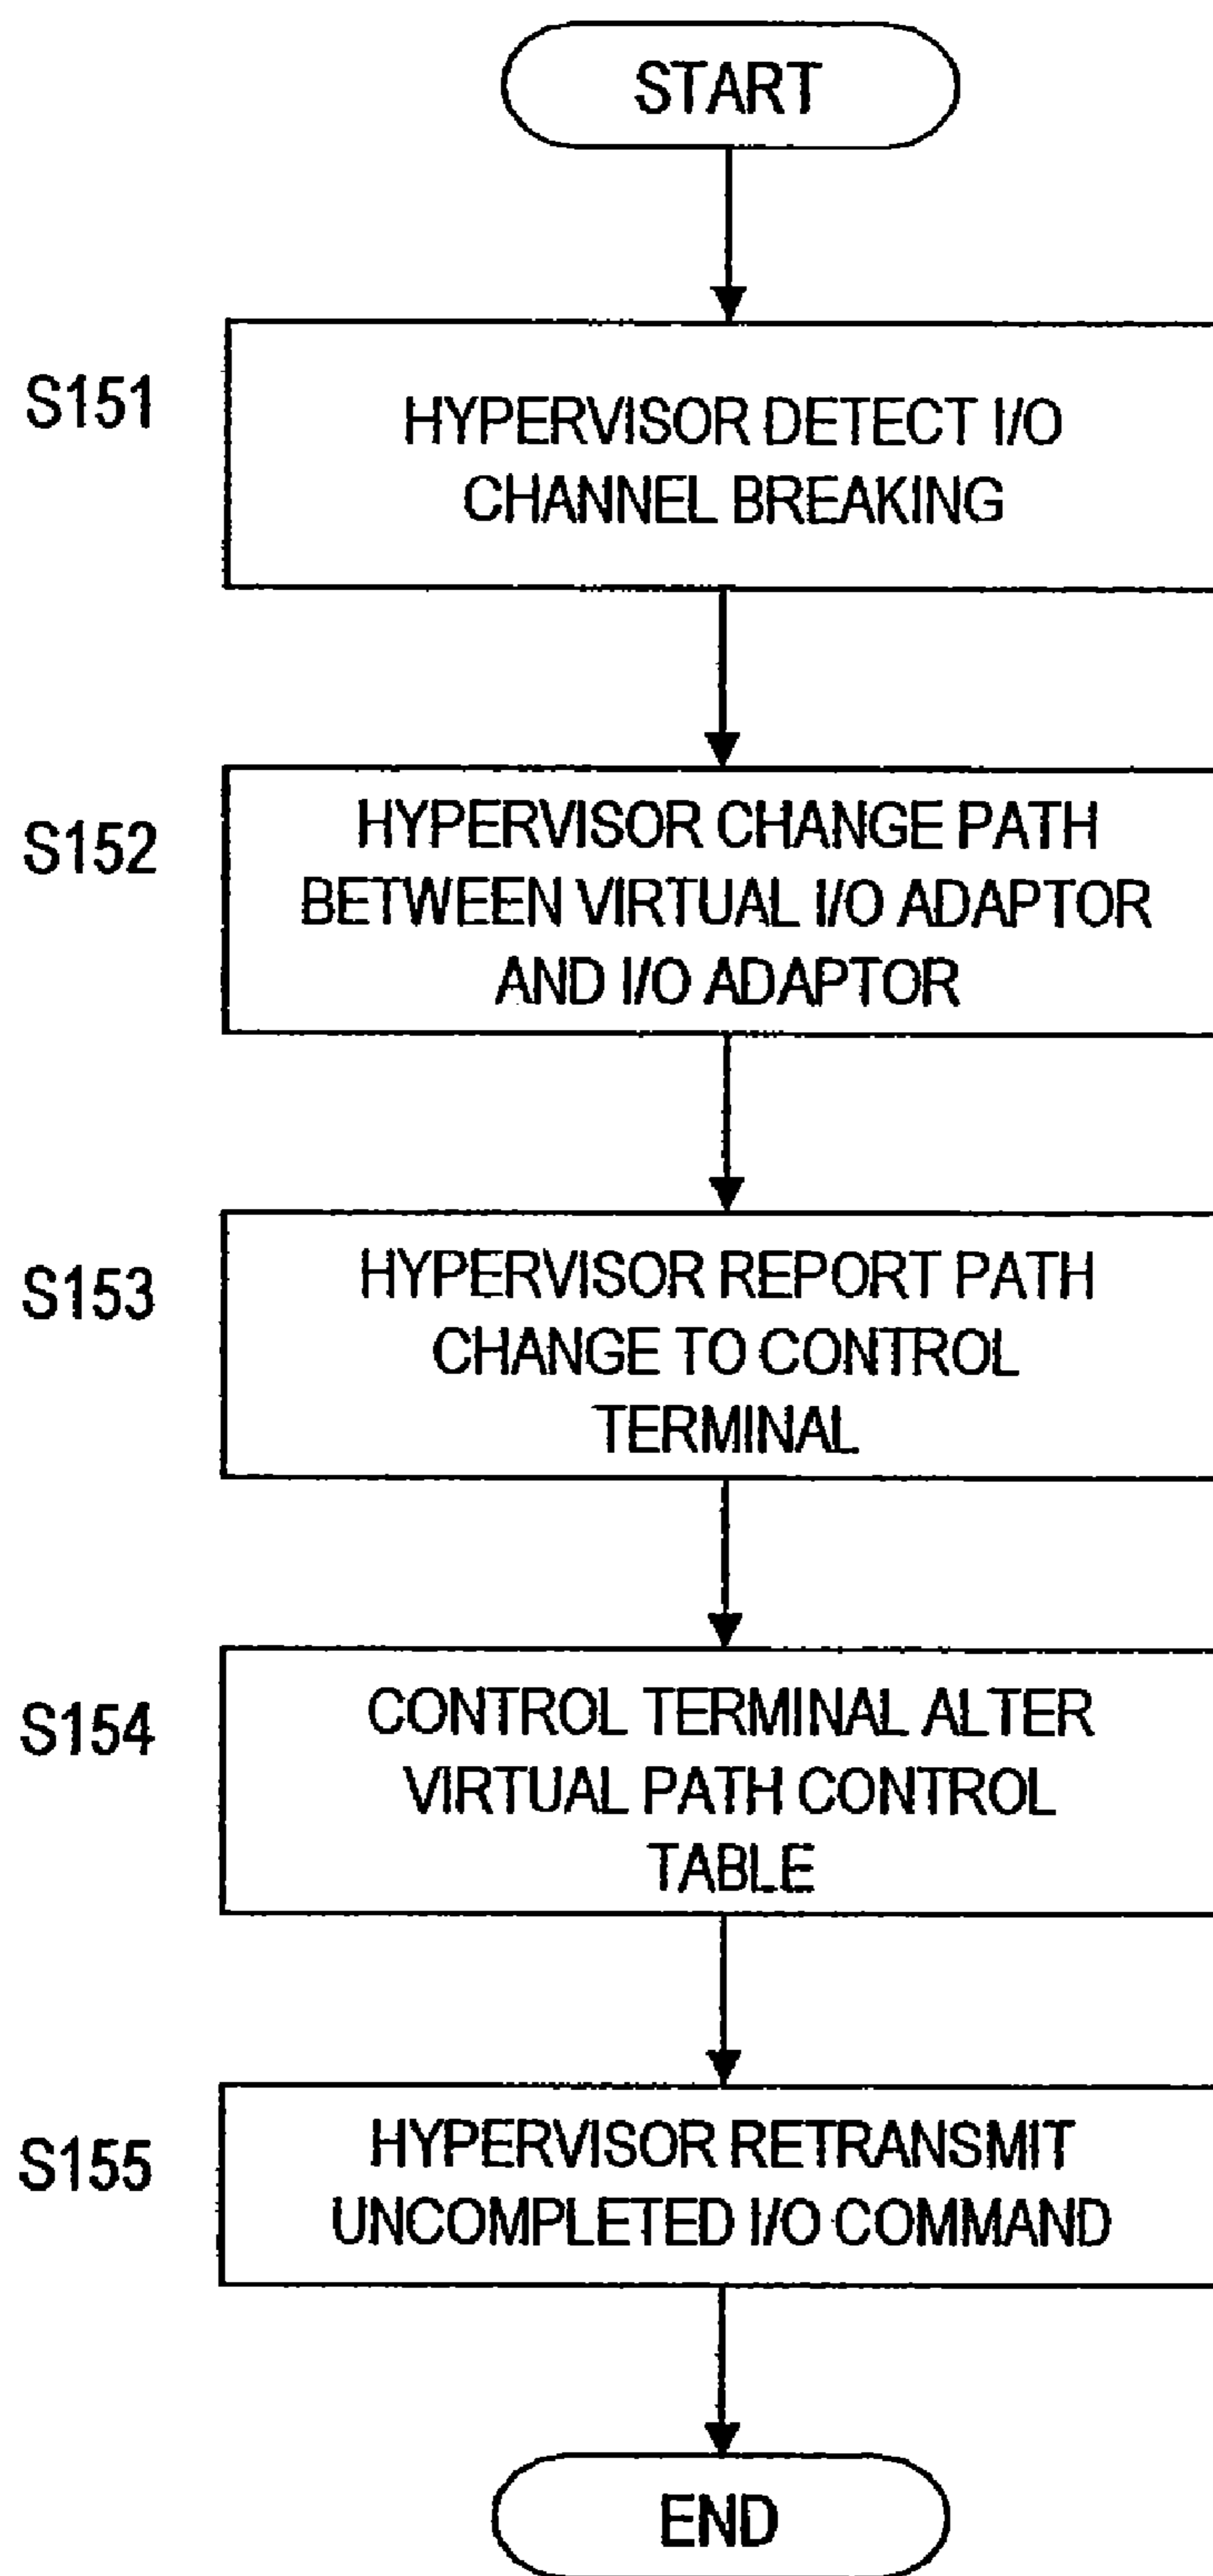 START
S151
HYPERVISOR DETECT I/O
CHANNEL BREAKING
S152
HYPERVISOR CHANGE PATH
BETWEEN VIRTUAL I/O ADAPTOR
AND I/O ADAPTOR
S153
HYPERVISOR REPORT PATH
CHANGE TO CONTROL
TERMINAL
S154
CONTROL TERMINAL ALTER
VIRTUAL PATH CONTROL
TABLE
S155
HYPERVISOR RETRANSMIT
UNCOMPLETED I/O COMMAND
END